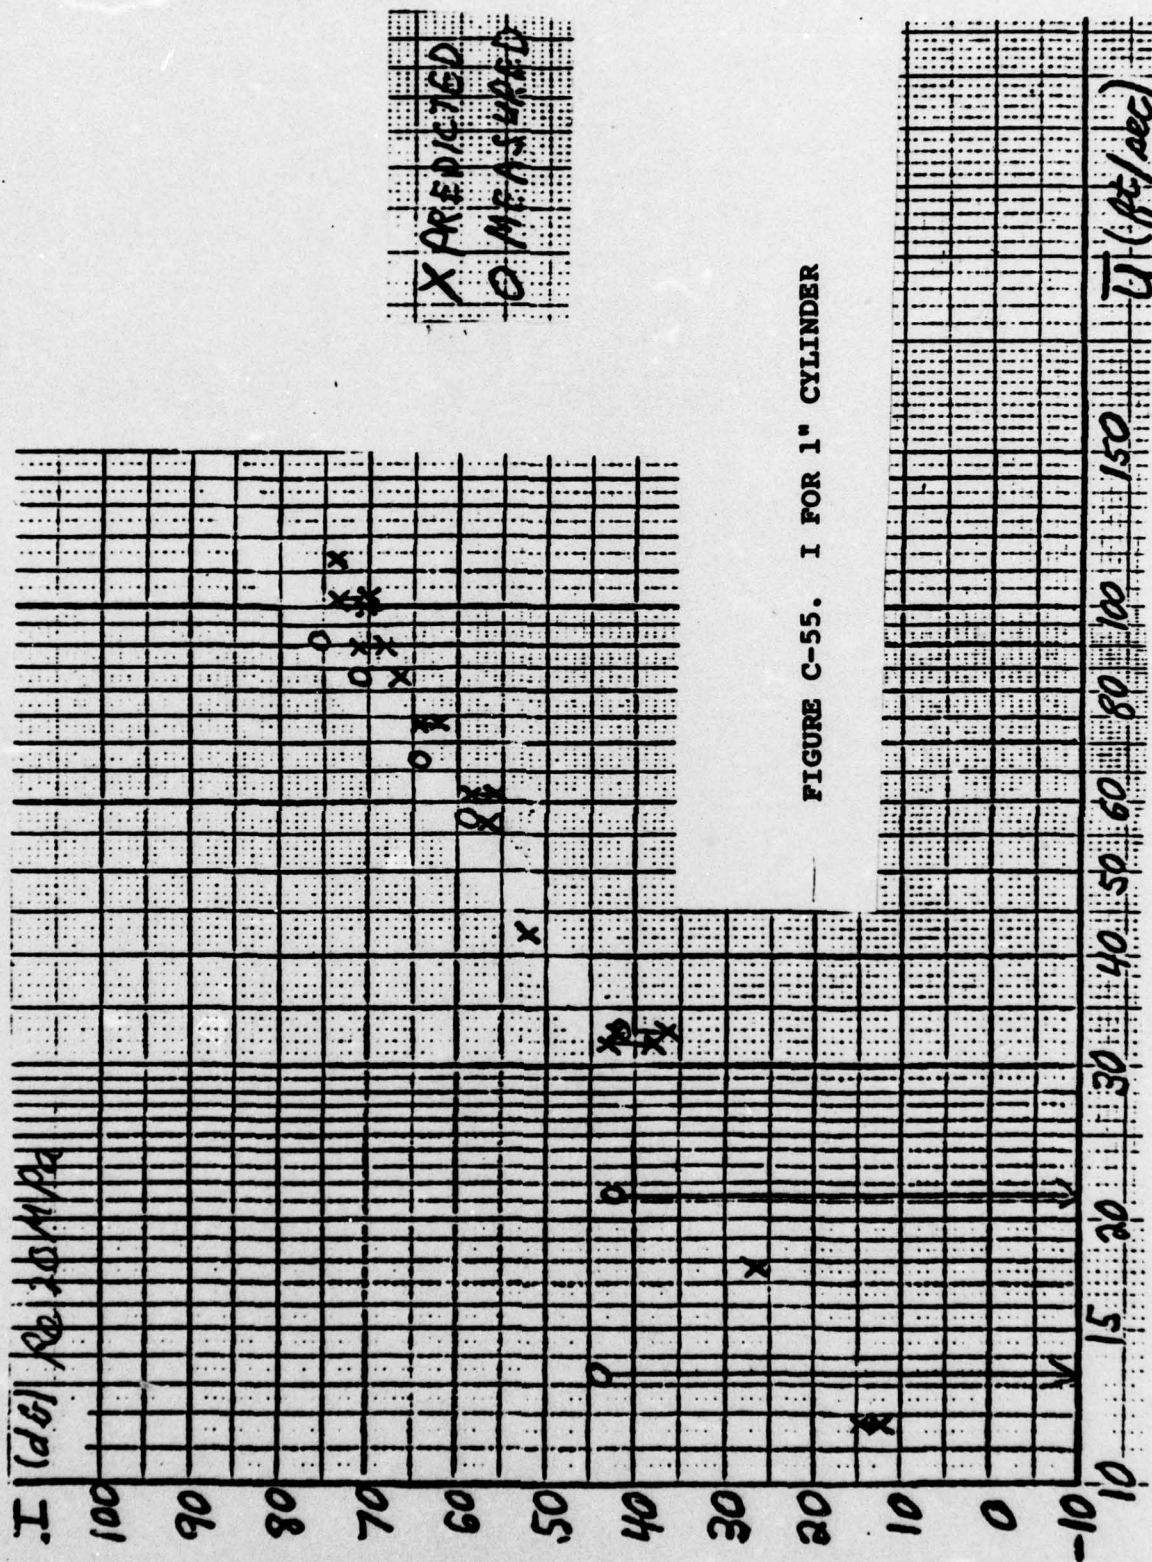 I (dB) Re 20 MPa
100
90
80
70
60
50
40
30
20
10
0
-10
10 15 20 30 40 50 60 80 100 150 U (ft/sec)
X PREDICTED
O MEASURED
FIGURE C-55. I FOR 1" CYLINDER